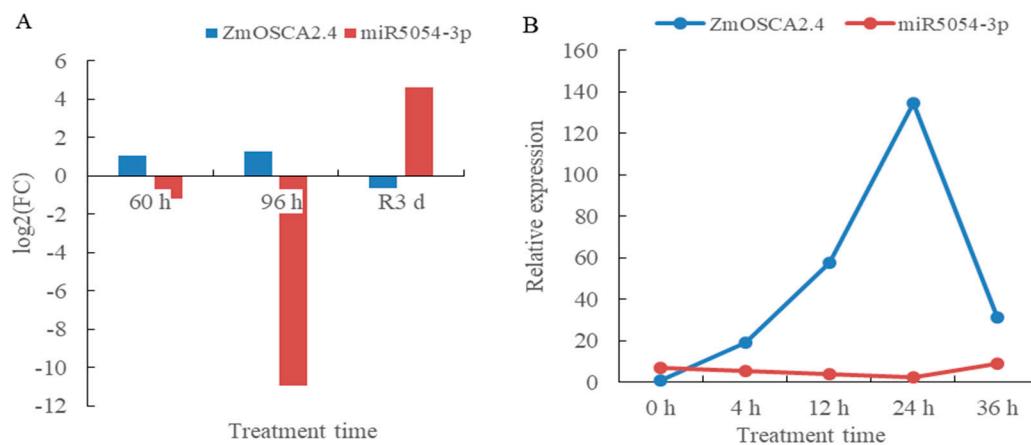 A
ZmOSCA2.4 miR5054-3p
6
4
2
0
-2
-4
-6
-8
-10
-12
log2(FC)
60 h 96 h R3 d
Treatment time
B
ZmOSCA2.4 miR5054-3p
160
140
120
100
80
60
40
20
0
Relative expression
0 h 4 h 12 h 24 h 36 h
Treatment time